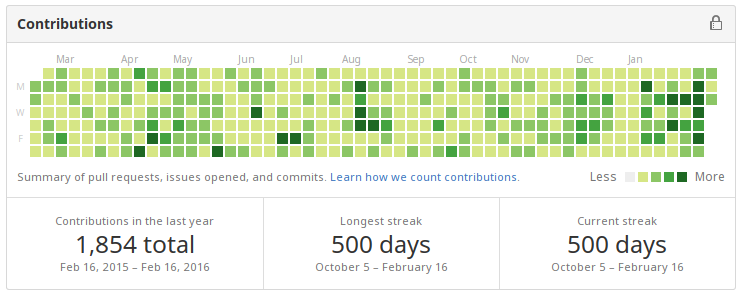 Contributions
Mar Apr May Jun Jul Aug Sep Oct Nov Dec Jan
M
W
F
Summary of pull requests, issues opened, and commits. Learn how we count contributions.
Less More
Contributions in the last year
1,854 total
Feb 16, 2015 – Feb 16, 2016
Longest streak
500 days
October 5 – February 16
Current streak
500 days
October 5 – February 16